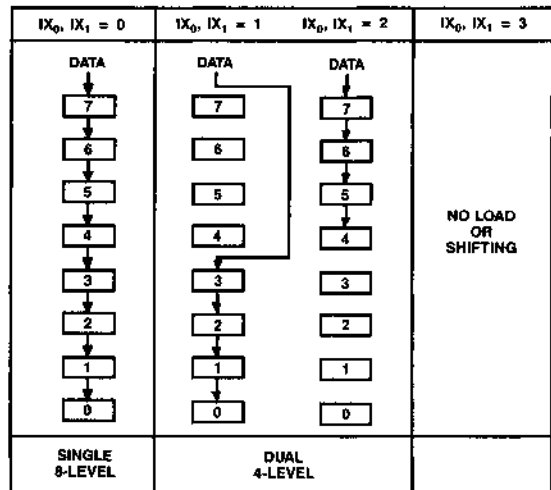 IX0, IX1 = 0 IX0, IX1 = 1 IX0, IX1 = 2 IX0, IX1 = 3
DATA DATA DATA
7 7 7
6 6 6
5 5 5
4 4 4
3 3 3
2 2 2
1 1 1
0 0 0
NO LOAD
OR
SHIFTING
SINGLE
8-LEVEL
DUAL
4-LEVEL